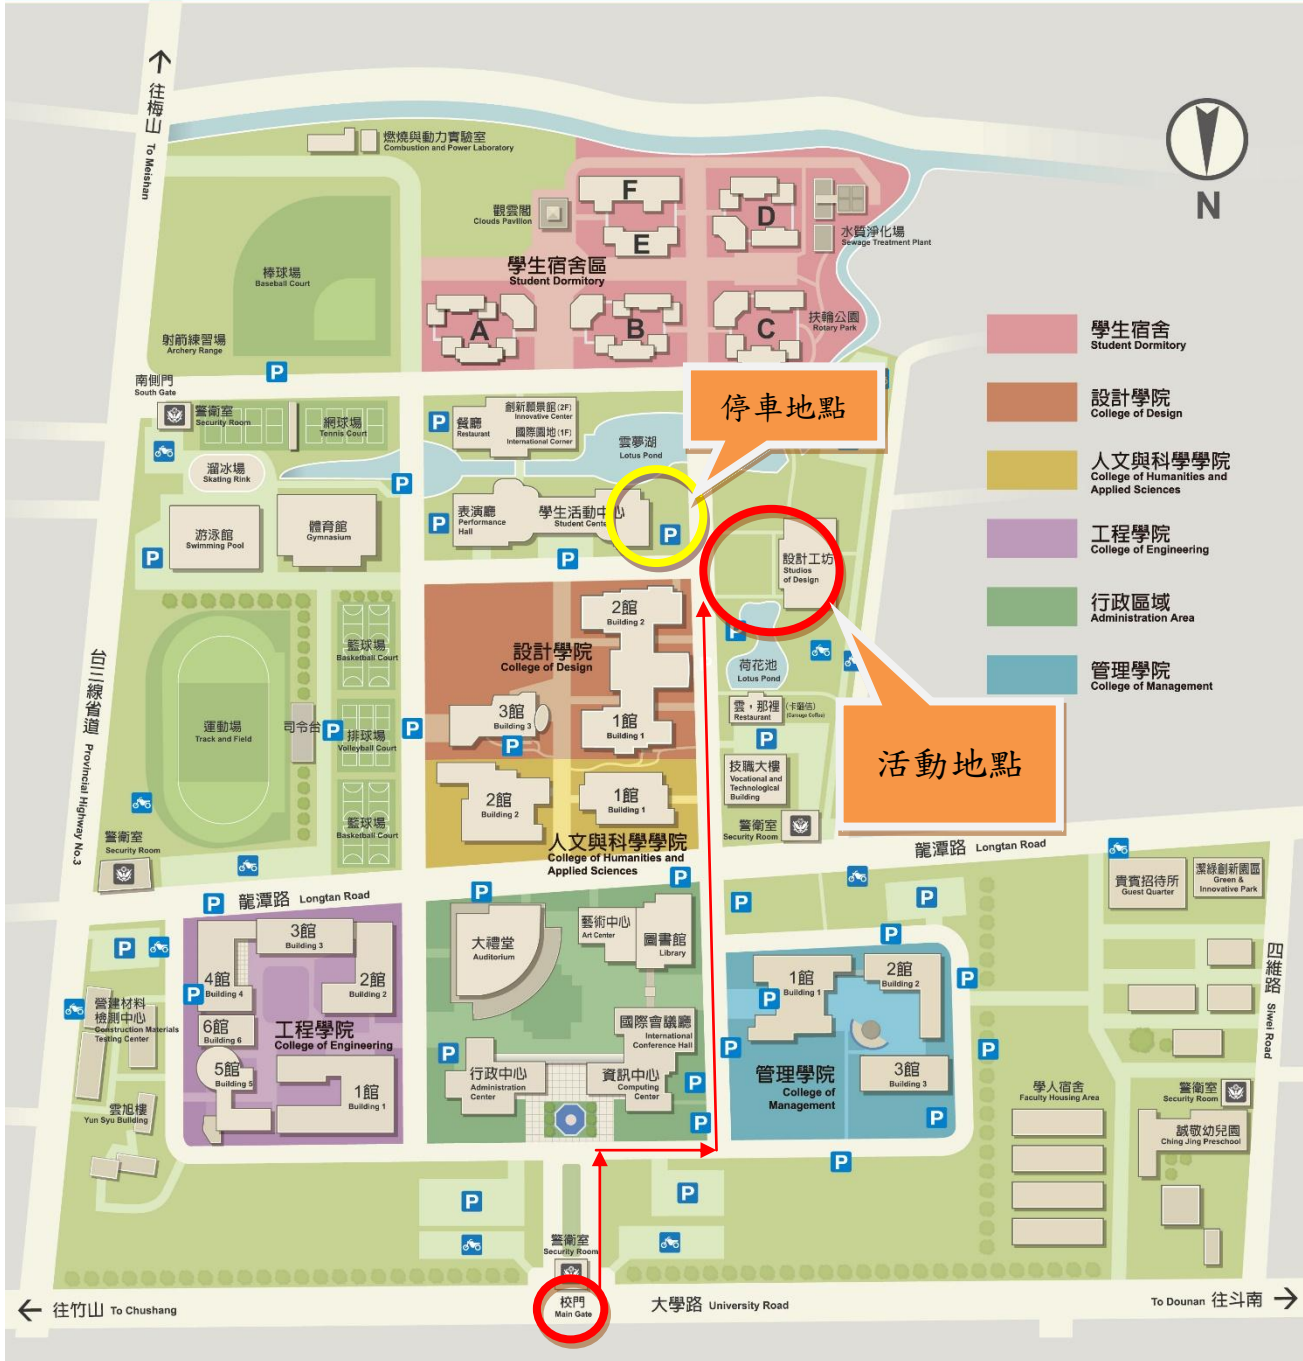 往梅山 To Meishan
燃燒與動力實驗室
Combustion and Power Laboratory
N
F
E
D
觀雲閣
Clouds Pavilion
水質淨化場
Sewage Treatment Plant
學生宿舍區
Student Dormitory
棒球場
Baseball Court
A
B
C
扶輪公園
Rotary Park
射箭練習場
Archery Range
學生宿舍
Student Dormitory
設計學院
College of Design
人文與科學學院
College of Humanities and
Applied Sciences
工程學院
College of Engineering
行政區域
Administration Area
管理學院
College of Management
P
南側門
South Gate
警衛室
Security Room
網球場
Tennis Court
P
餐廳
Restaurant
創新願景館(2F)
Innovative Center
國際園地(1F)
International Corner
雲夢湖
Lotus Pond
停車地點
溜冰場
Skating Rink
P
游泳館
Swimming Pool
體育館
Gymnasium
P
P
表演廳
Performance
Hall
學生活動中心
Student Center
P
P
設計工坊
Studios
of Design
2館
Building 2
P
設計學院
College of Design
籃球場
Basketball Court
荷花池
Lotus Pond
台三線省道 Provincial Highway No.3
運動場
Track and Field
司令台
P
排球場
Volleyball Court
P
3館
Building 3
P
1館
Building 1
雲,那裡
Restaurant
P
活動地點
技職大樓
Vocational and
Technological
Building
2館
Building 2
1館
Building 1
籃球場
Basketball Court
警衛室
Security Room
警衛室
Security Room
人文與科學學院
College of Humanities and
Applied Sciences
龍潭路 Longtan Road
貴賓招待所
Guest Quarter
潔綠創新園區
Green &
Innovative Park
P
龍潭路 Longtan Road
P
P
P
P
3館
Building 3
大禮堂
Auditorium
藝術中心
Art Center
圖書館
Library
P
P
4館
Building 4
2館
Building 2
1館
Building 1
2館
Building 2
P
P
P
四維路 Siwei Road
營建材料
檢測中心
Construction Materials
Testing Center
6館
Building 6
工程學院
College of Engineering
國際會議廳
International
Conference Hall
P
P
P
5館
Building 5
行政中心
Administration
Center
資訊中心
Computing
Center
P
管理學院
College of
Management
3館
Building 3
1館
Building 1
學人宿舍
Faculty Housing Area
警衛室
Security Room
雲旭樓
Yun Syu Building
P
P
誠敬幼兒園
Ching Jing Preschool
P
P
P
警衛室
Security Room
校門
Main Gate
往竹山 To Chushang
大學路 University Road
To Dounan 往斗南